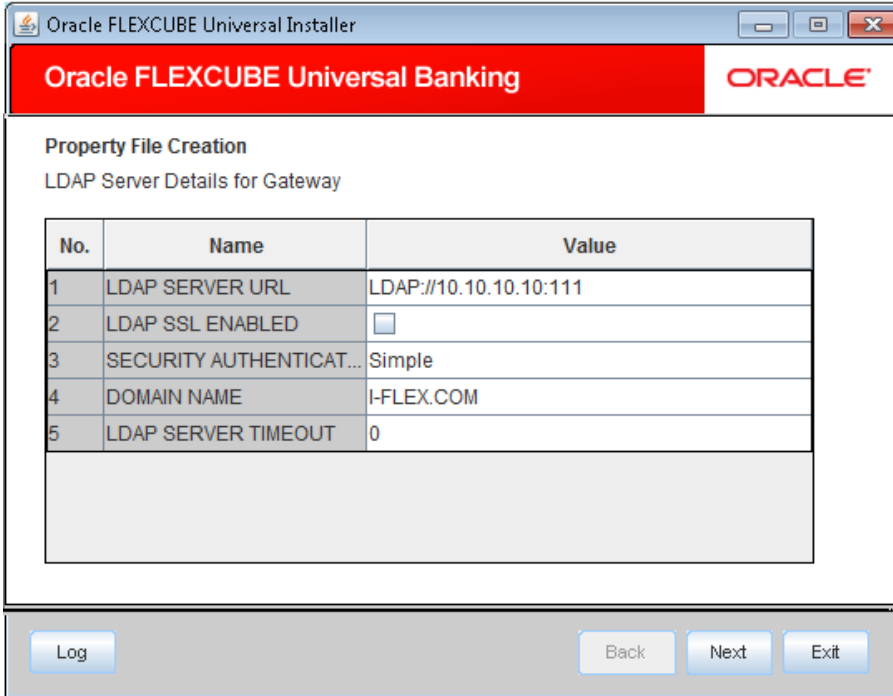 Oracle FLEXCUBE Universal Installer
Oracle FLEXCUBE Universal Banking ORACLE
Property File Creation
LDAP Server Details for Gateway
No. Name Value
1 LDAP SERVER URL LDAP://10.10.10.10:111
2 LDAP SSL ENABLED
3 SECURITY AUTHENTICAT... Simple
4 DOMAIN NAME I-FLEX.COM
5 LDAP SERVER TIMEOUT 0
Log Back Next Exit